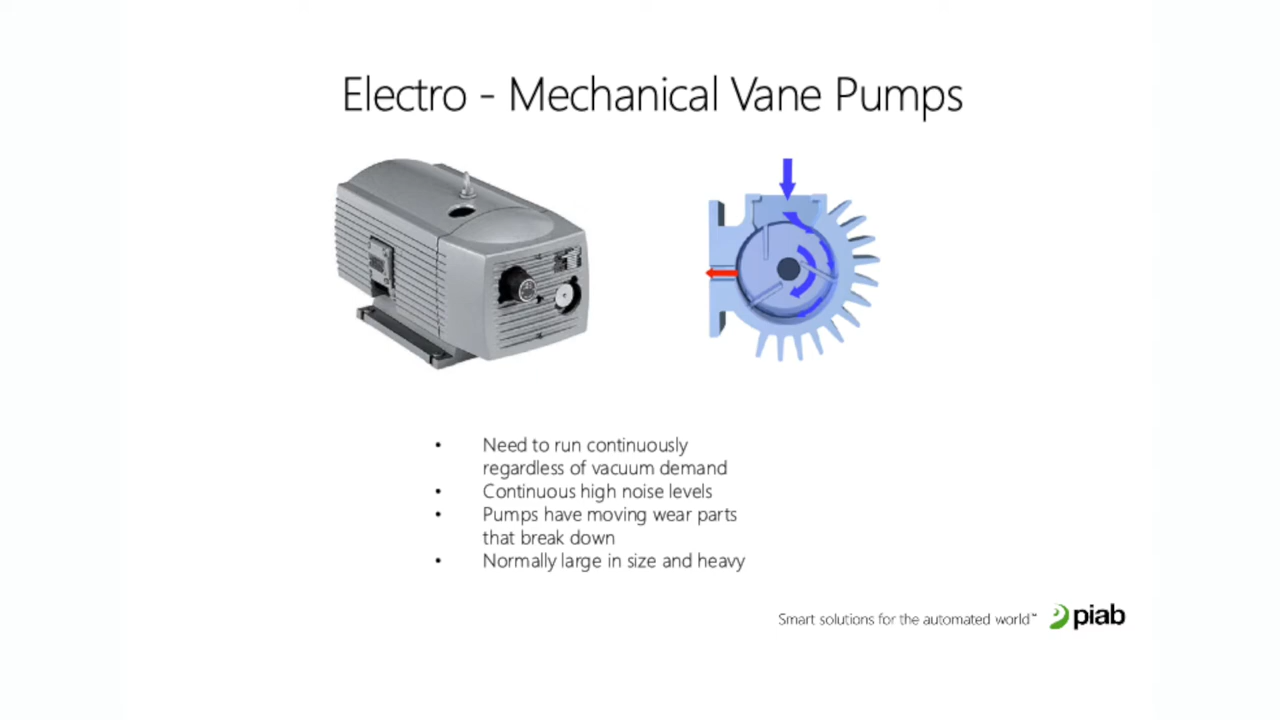 Electro - Mechanical Vane Pumps
• Need to run continuously
regardless of vacuum demand
• Continuous high noise levels
• Pumps have moving wear parts
that break down
• Normally large in size and heavy
Smart solutions for the automated world™ piab